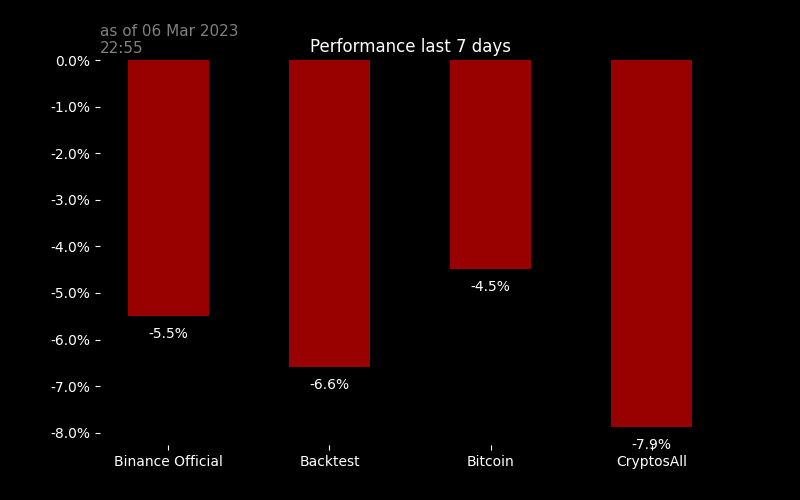 as of 06 Mar 2023
22:55
Performance last 7 days
0.0%
-1.0%
-2.0%
-3.0%
-4.0%
-5.0%
-6.0%
-7.0%
-8.0%
-5.5%
-6.6%
-4.5%
-7.9%
Binance Official
Backtest
Bitcoin
CryptosAll